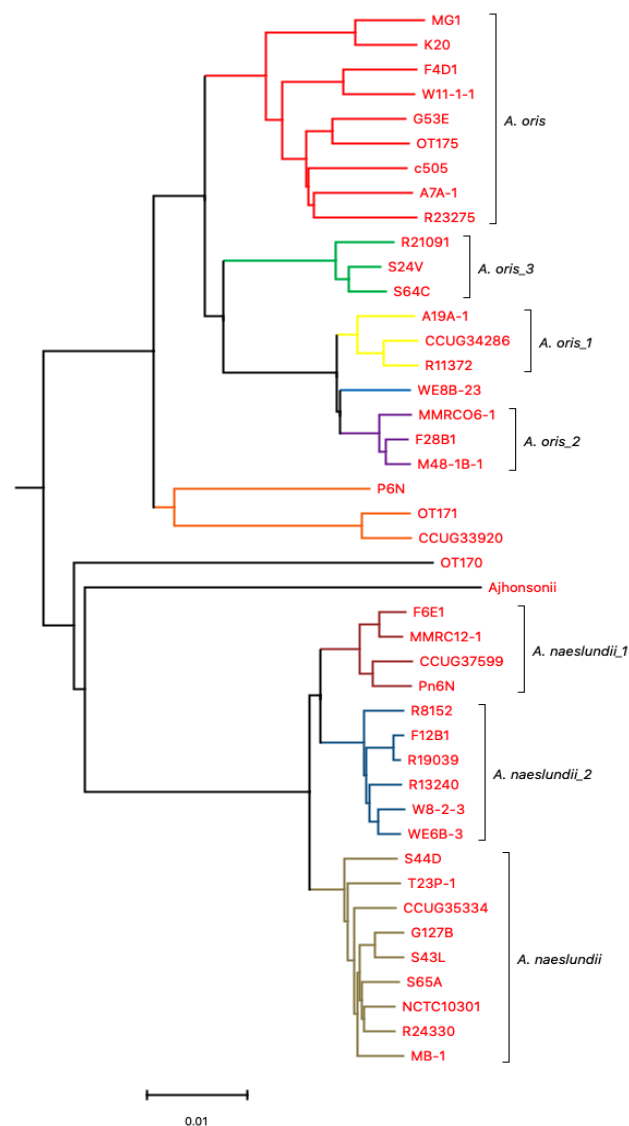 MG1
K20
F4D1
W11-1-1
G53E
A. oris
OT175
c505
A7A-1
R23275
R21091
S24V
A. oris_3
S64C
A19A-1
CCUG34286
A. oris_1
R11372
WE8B-23
MMRCO6-1
F28B1
A. oris_2
M48-1B-1
P6N
OT171
CCUG33920
OT170
Ajhonsonii
F6E1
MMRC12-1
A. naeslundii_1
CCUG37599
Pn6N
R8152
F12B1
R19039
A. naeslundii_2
R13240
W8-2-3
WE6B-3
S44D
T23P-1
CCUG35334
G127B
S43L
A. naeslundii
S65A
NCTC10301
R24330
MB-1
0.01